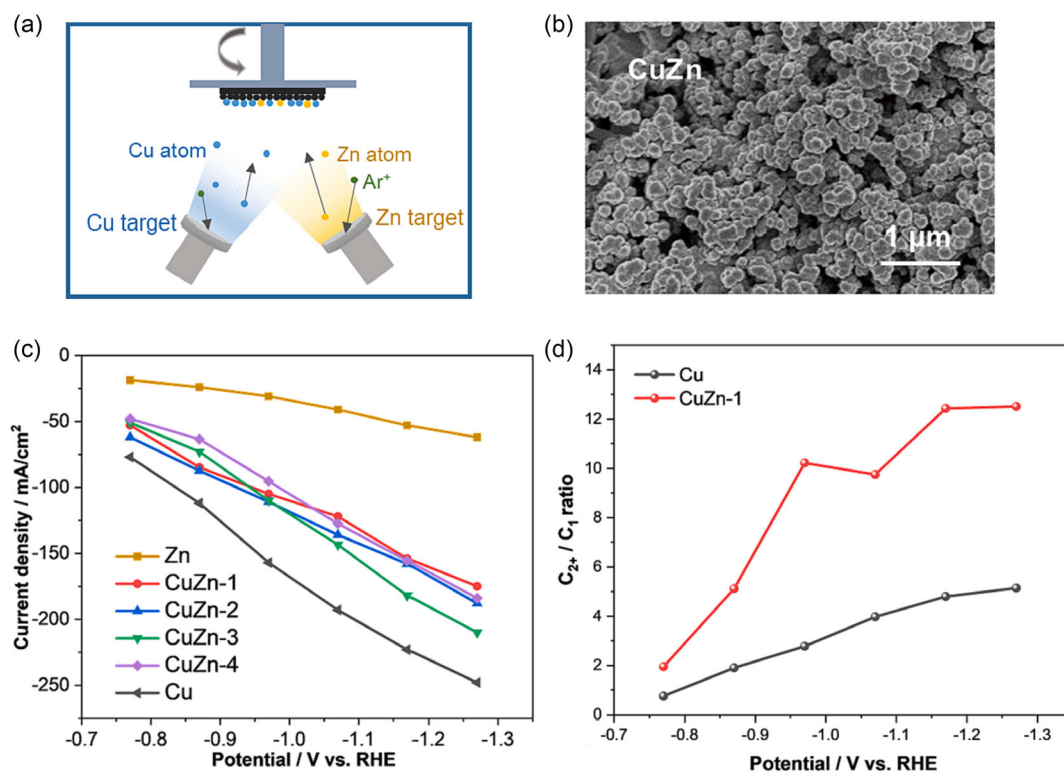 (a)
Cu atom
Zn atom
Ar⁺
Cu target
Zn target
(b)
CuZn
1 µm
(c)
0
-50
-100
-150
-200
-250
Current density / mA/cm²
Zn
CuZn-1
CuZn-2
CuZn-3
CuZn-4
Cu
-0.7 -0.8 -0.9 -1.0 -1.1 -1.2 -1.3
Potential / V vs. RHE
(d)
14
12
10
8
6
4
2
0
C₂₊ / C₁ ratio
Cu
CuZn-1
-0.7 -0.8 -0.9 -1.0 -1.1 -1.2 -1.3
Potential / V vs. RHE